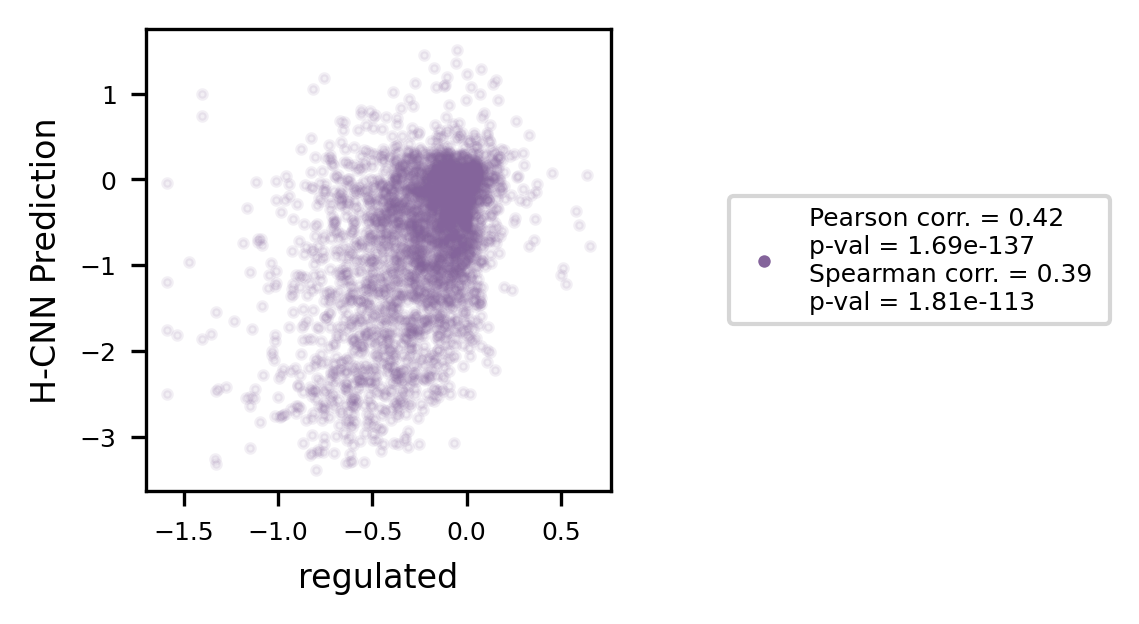 H-CNN Prediction
1
0
−1
−2
−3
−1.5
−1.0
−0.5
0.0
0.5
regulated
Pearson corr. = 0.42
p-val = 1.69e-137
Spearman corr. = 0.39
p-val = 1.81e-113